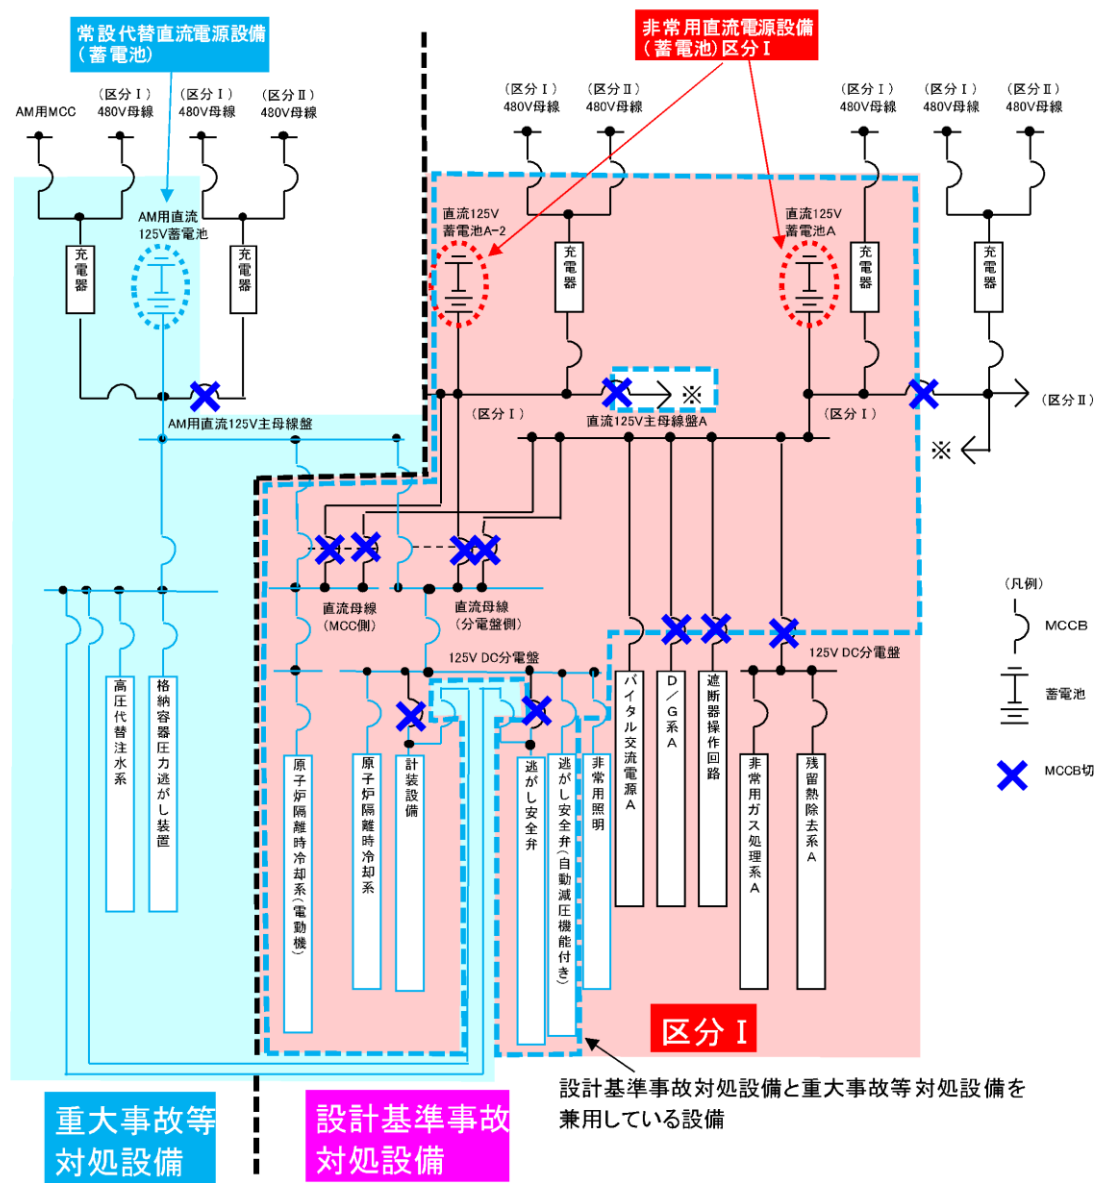 常設代替直流電源設備
（蓄電池）
非常用直流電源設備
（蓄電池）区分Ⅰ
AM用MCC
（区分Ⅰ）
480V母線
（区分Ⅰ）
480V母線
（区分Ⅱ）
480V母線
（区分Ⅰ）
480V母線
（区分Ⅱ）
480V母線
（区分Ⅰ）
480V母線
（区分Ⅰ）
480V母線
（区分Ⅱ）
480V母線
充電器
AM用直流
125V蓄電池
充電器
直流125V
蓄電池A-2
充電器
直流125V
蓄電池A
充電器
充電器
AM用直流125V主母線盤
（区分Ⅰ）
※
直流125V主母線盤A
（区分Ⅰ）
（区分Ⅱ）
※
直流母線
（MCC側）
直流母線
（分電盤側）
125V DC分電盤
125V DC分電盤
高圧代替注水系
格納容器圧力逃がし装置
原子炉隔離時冷却系（電動機）
原子炉隔離時冷却系
計装設備
逃がし安全弁
逃がし安全弁（自動減圧機能付き）
非常用照明
バイタル交流電源A
D／G系A
遮断器操作回路
非常用ガス処理系A
残留熱除去系A
（凡例）
MCCB
蓄電池
MCCB切
区分Ⅰ
設計基準事故対処設備と重大事故等対処設備を
兼用している設備
重大事故等
対処設備
設計基準事故
対処設備